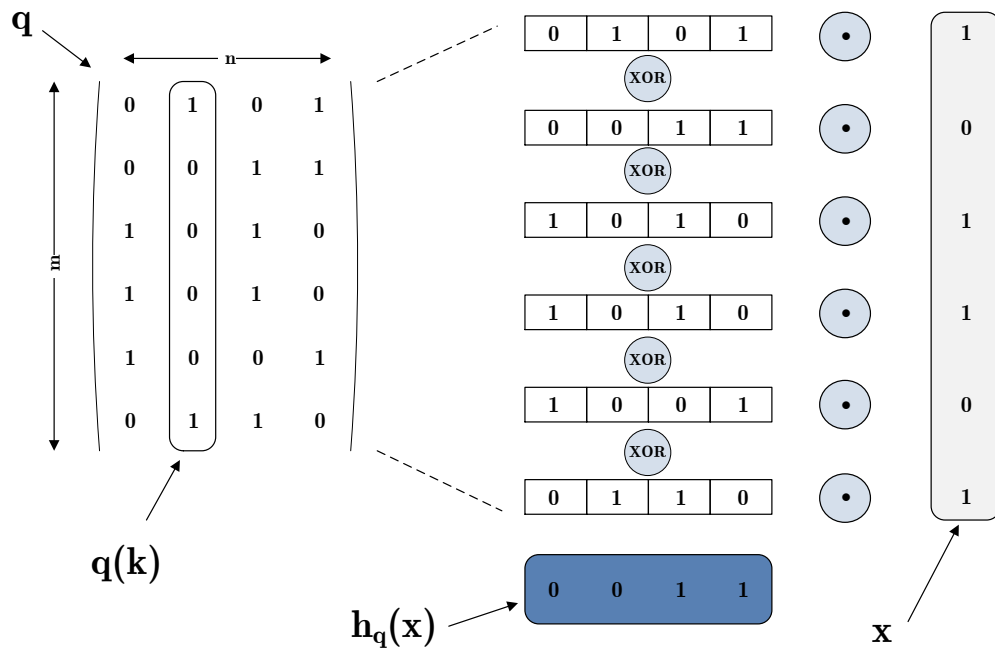 q
n
m
0 1 0 1
0 0 1 1
1 0 1 0
1 0 1 0
1 0 0 1
0 1 1 0
q(k)
0 1 0 1 • 1
XOR
0 0 1 1 • 0
XOR
1 0 1 0 • 1
XOR
1 0 1 0 • 1
XOR
1 0 0 1 • 0
XOR
0 1 1 0 • 1
0 0 1 1
h_q(x)
x